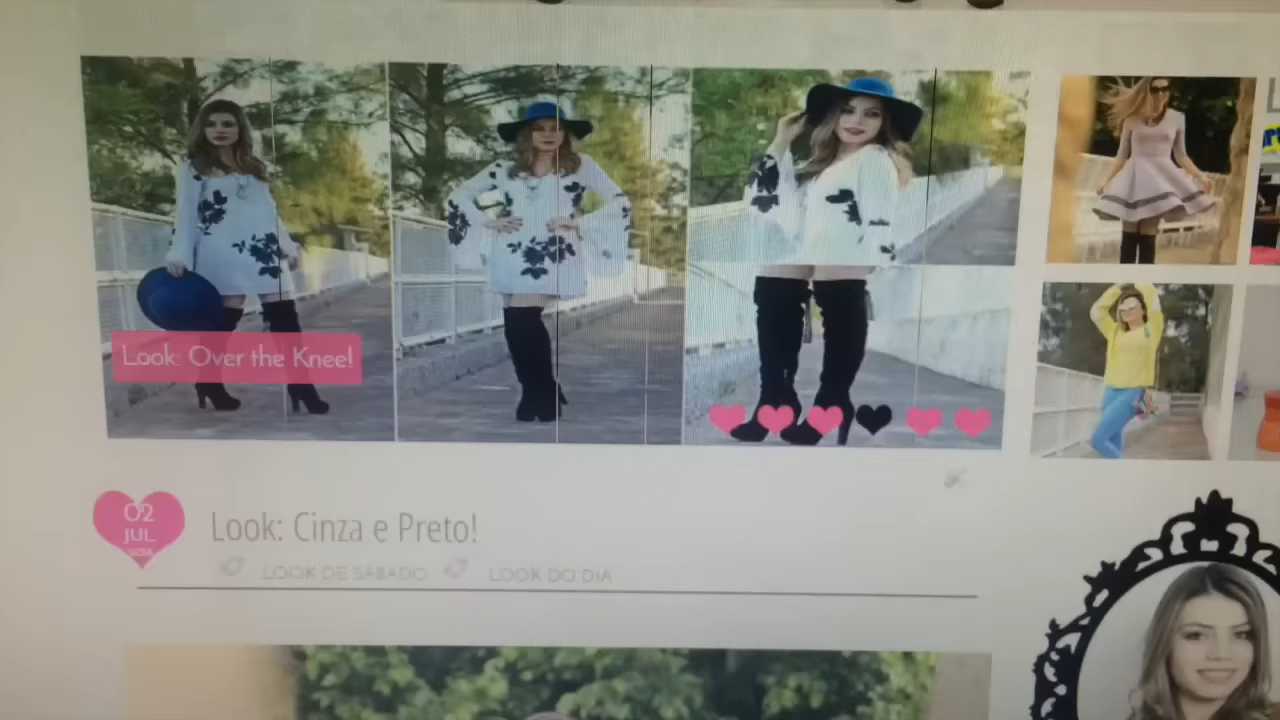 Look: Over the Knee!
02
JUL
Look: Cinza e Preto!
LOOK DE SÁBADO
LOOK DO DIA